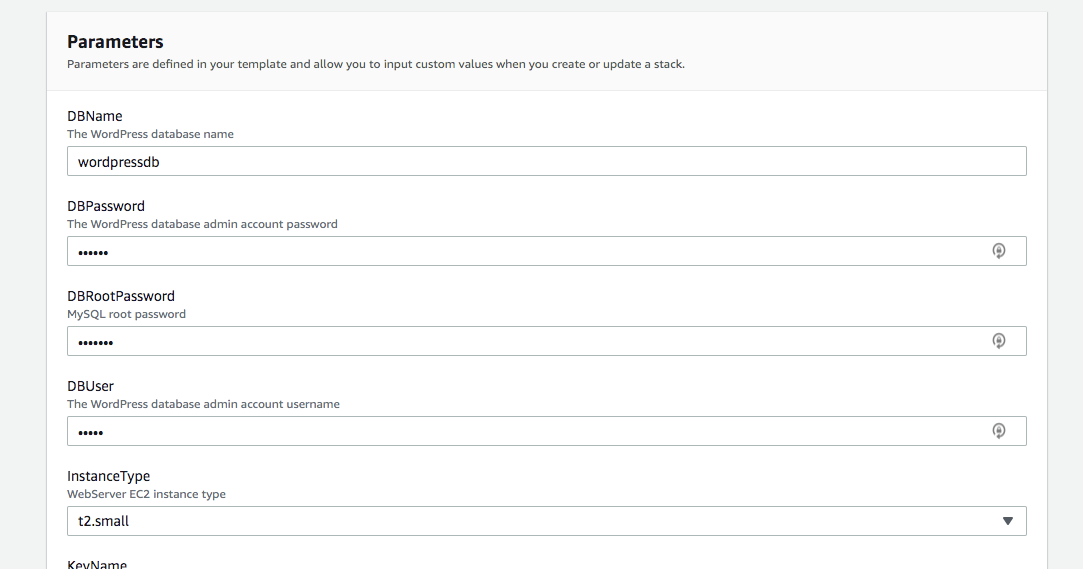 Parameters
Parameters are defined in your template and allow you to input custom values when you create or update a stack.
DBName
The WordPress database name
wordpressdb
DBPassword
The WordPress database admin account password
••••••
DBRootPassword
MySQL root password
•••••••
DBUser
The WordPress database admin account username
•••••
InstanceType
WebServer EC2 instance type
t2.small
KeyName